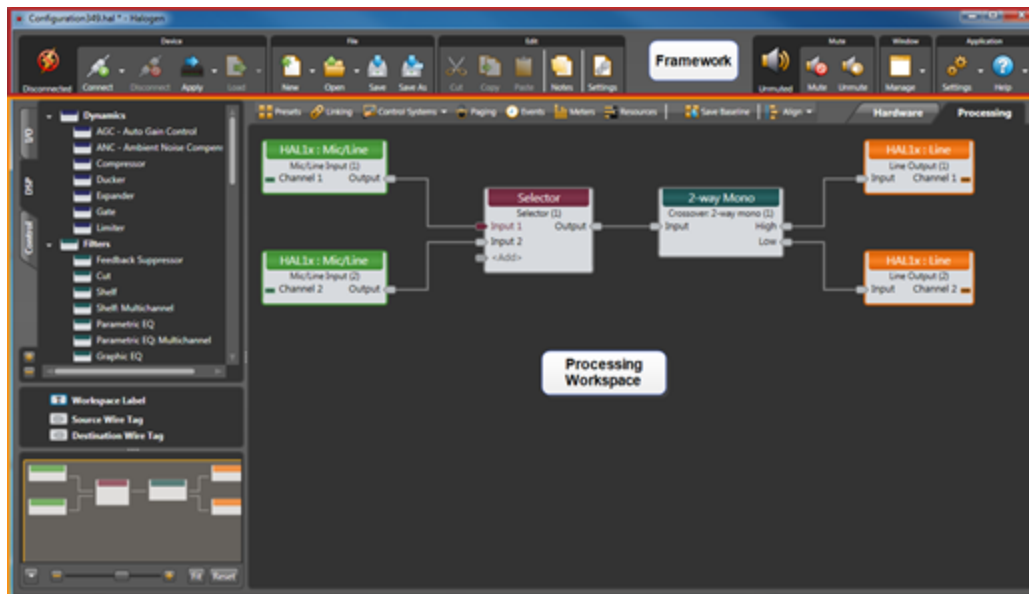 Configuration349.hal * - Halogen
Device
File
Edit
Mute
Window
Application
Disconnected
Connect
Disconnect
Apply
Load
New
Open
Save
Save As
Cut
Copy
Paste
Notes
Settings
Framework
Unmuted
Mute
Unmute
Manage
Settings
Help
I/O
DSP
Control
Dynamics
AGC - Auto Gain Control
ANC - Ambient Noise Compen
Compressor
Ducker
Expander
Gate
Limiter
Filters
Feedback Suppressor
Cut
Shelf
Shelf: Multichannel
Parametric EQ
Parametric EQ: Multichannel
Graphic EQ
Workspace Label
Source Wire Tag
Destination Wire Tag
Fit
Reset
Presets
Linking
Control Systems
Paging
Events
Meters
Resources
Save Baseline
Align
Hardware
Processing
HAL1x : Mic/Line
Mic/Line Input (1)
Channel 1 Output
HAL1x : Mic/Line
Mic/Line Input (2)
Channel 2 Output
Selector
Selector (1)
Input 1 Output
Input 2
<Add>
2-way Mono
Crossover: 2-way mono (1)
Input High
Low
HAL1x : Line
Line Output (1)
Input Channel 1
HAL1x : Line
Line Output (2)
Input Channel 2
Processing
Workspace